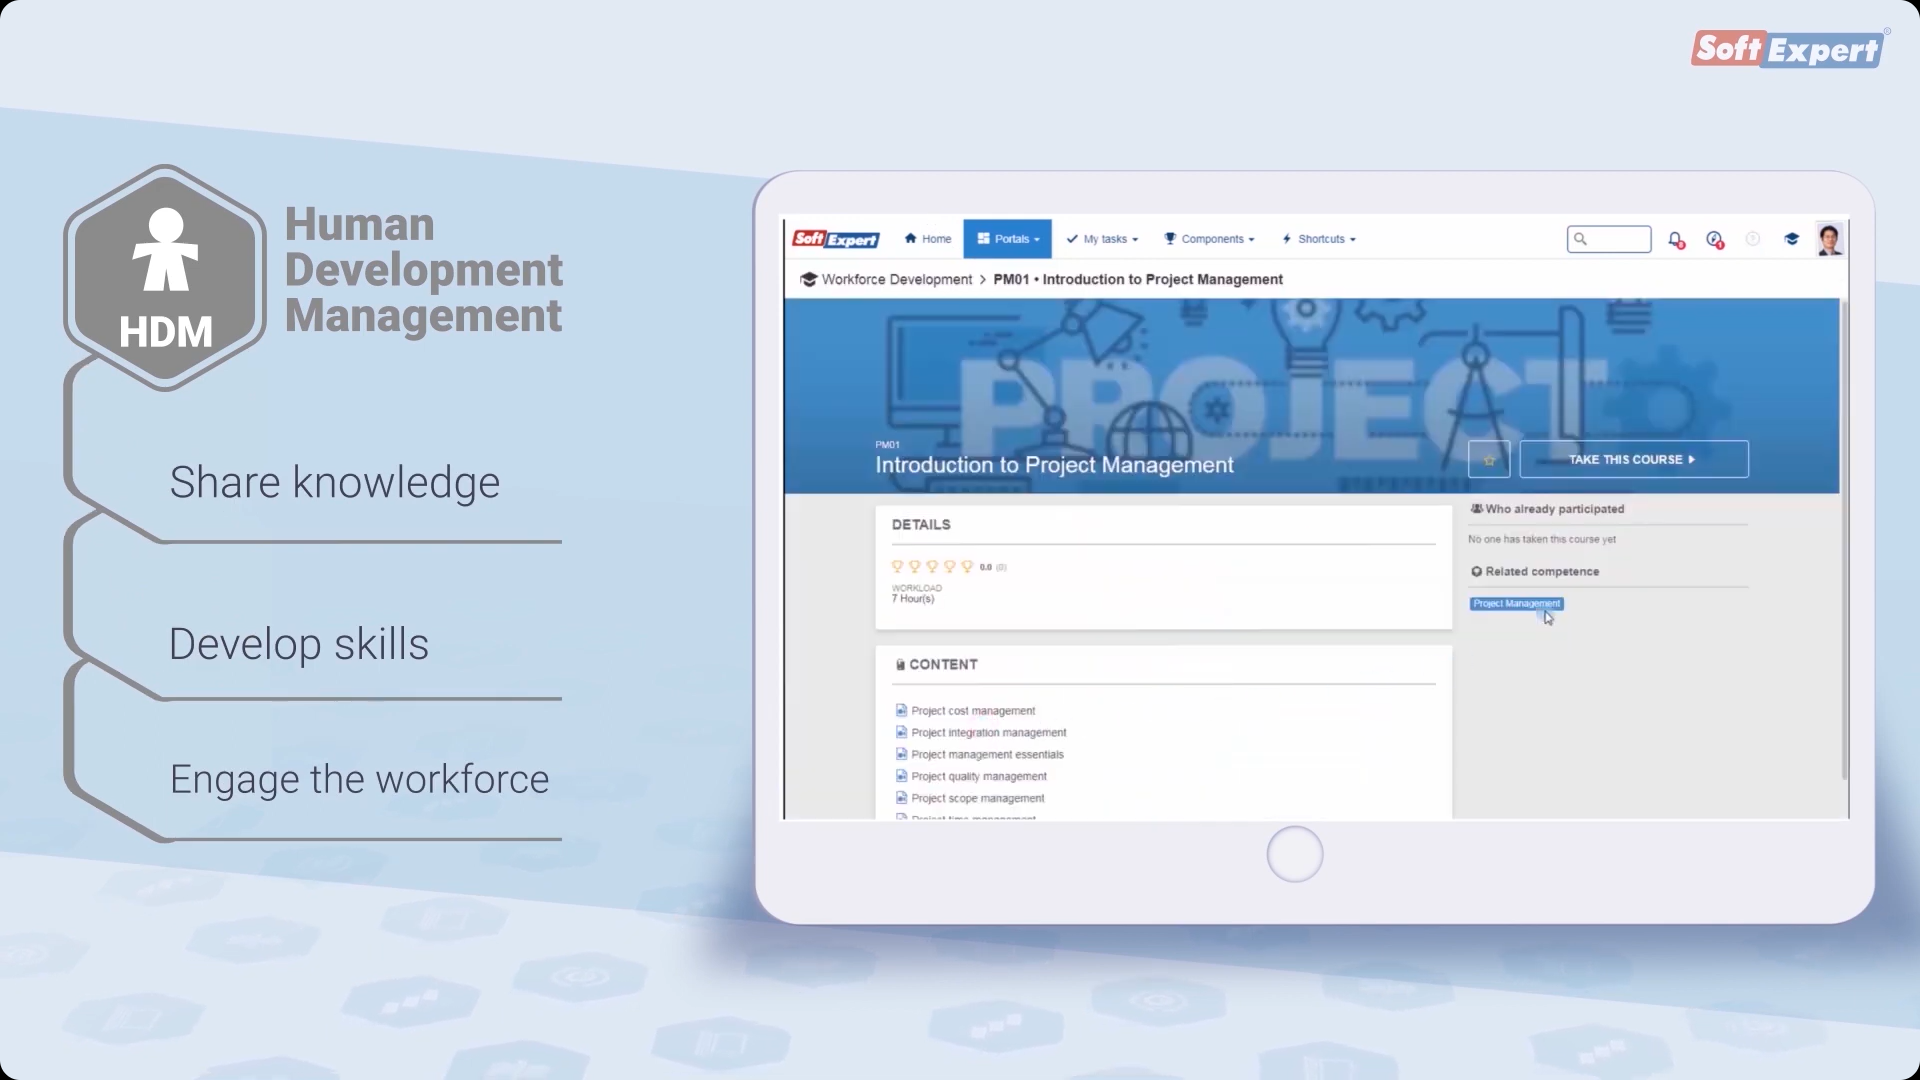 SoftExpert
HDM
Human
Development
Management
Share knowledge
Develop skills
Engage the workforce
SoftExpert
Home
Portals
My tasks
Components
Shortcuts
Workforce Development > PM01 • Introduction to Project Management
PROJECT
PM01
Introduction to Project Management
TAKE THIS COURSE
DETAILS
0.0 (0)
WORKLOAD
7 Hour(s)
CONTENT
Project cost management
Project integration management
Project management essentials
Project quality management
Project scope management
Project time management
Who already participated
No one has taken this course yet
Related competence
Project Management